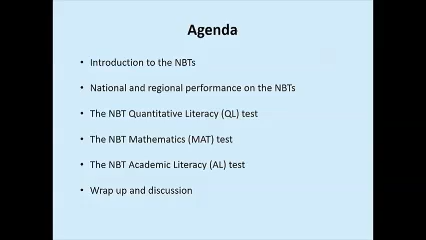 Agenda
• Introduction to the NBTs
• National and regional performance on the NBTs
• The NBT Quantitative Literacy (QL) test
• The NBT Mathematics (MAT) test
• The NBT Academic Literacy (AL) test
• Wrap up and discussion